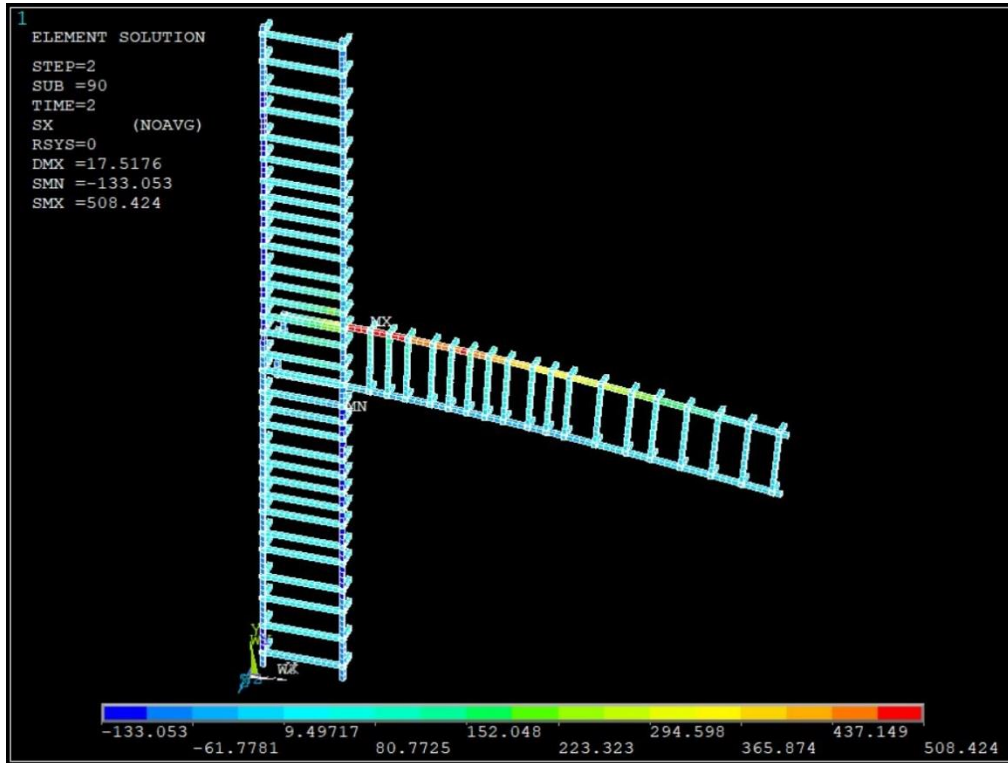 1
ELEMENT SOLUTION
STEP=2
SUB =90
TIME=2
SX (NOAVG)
RSYS=0
DMX =17.5176
SMN =-133.053
SMX =508.424
MX
MN
-133.053 9.49717 152.048 294.598 437.149
-61.7781 80.7725 223.323 365.874 508.424